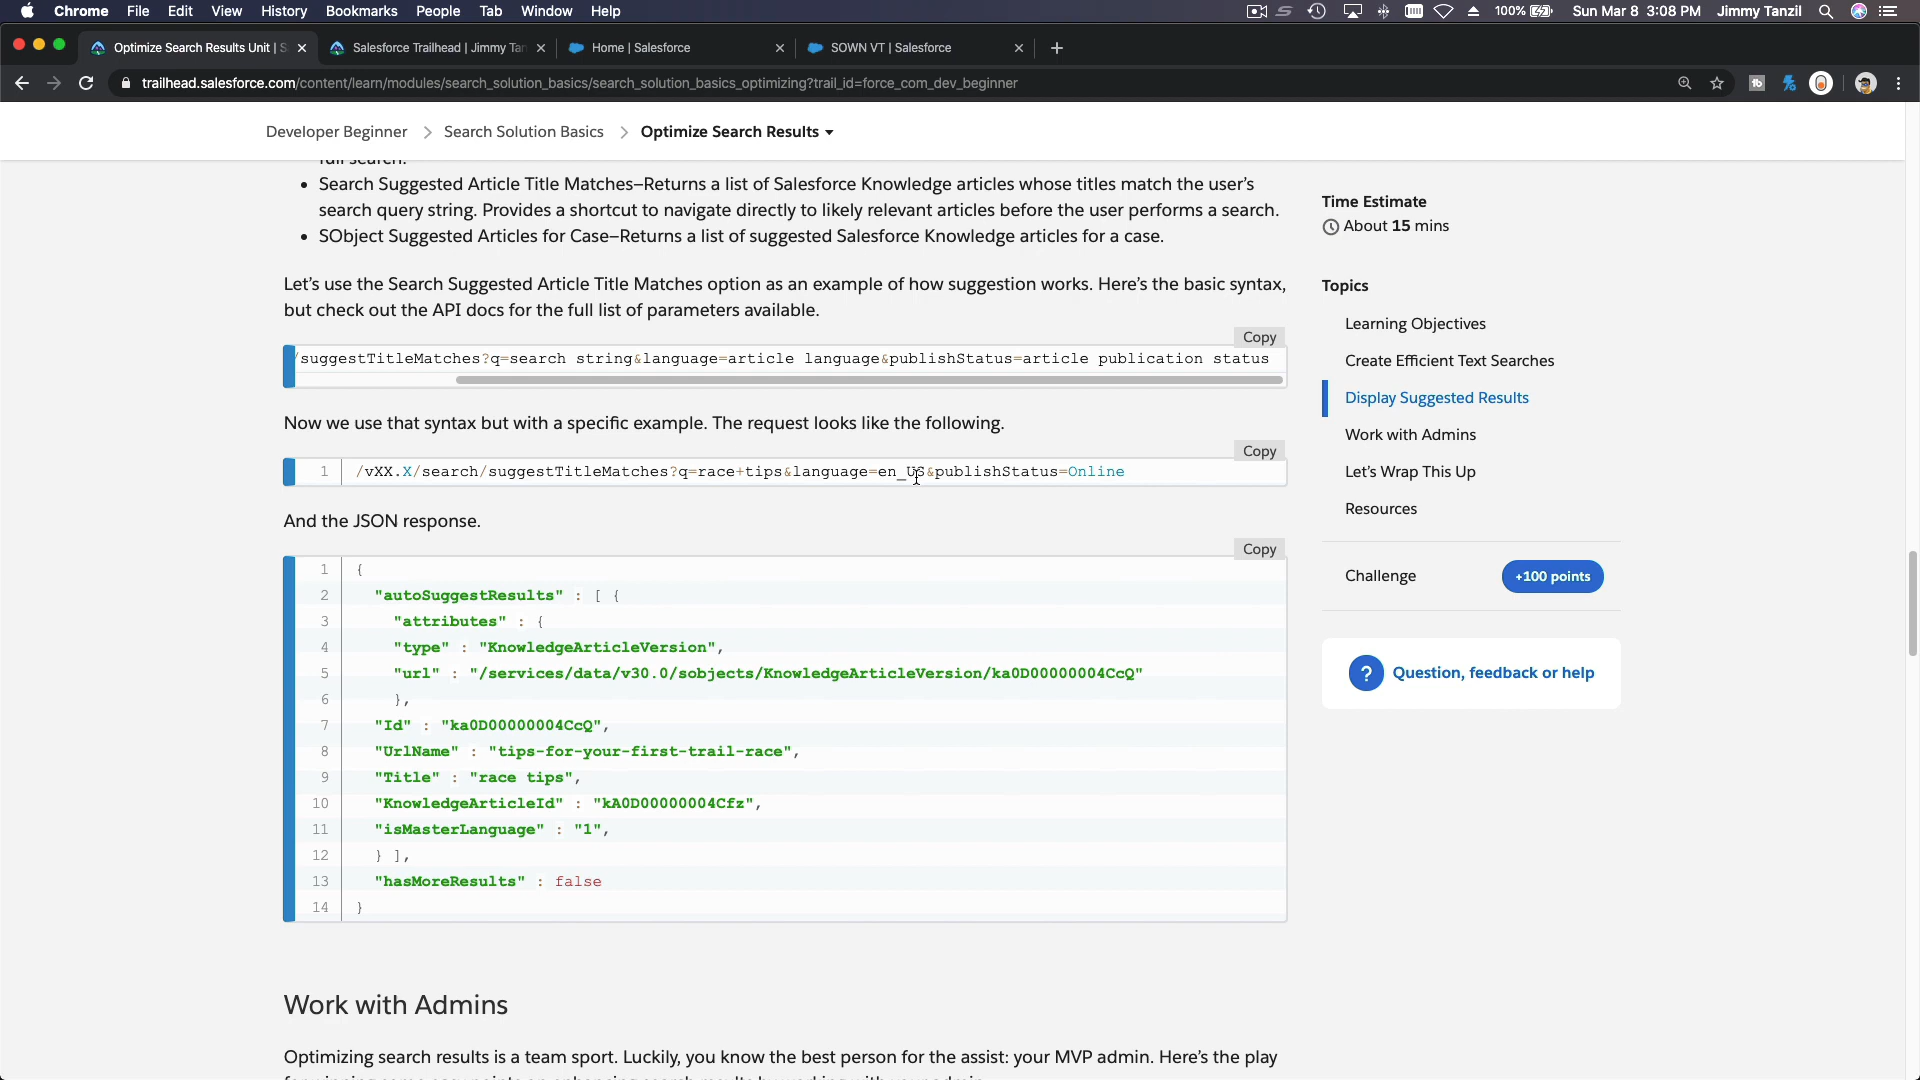 Chrome File Edit View History Bookmarks People Tab Window Help 100% Sun Mar 8 3:08 PM Jimmy Tanzil
Optimize Search Results Unit | S Salesforce Trailhead | Jimmy Tan Home | Salesforce SOWN VT | Salesforce
trailhead.salesforce.com/content/learn/modules/search_solution_basics/search_solution_basics_optimizing?trail_id=force_com_dev_beginner
Developer Beginner > Search Solution Basics > Optimize Search Results
full search.
• Search Suggested Article Title Matches–Returns a list of Salesforce Knowledge articles whose titles match the user’s
search query string. Provides a shortcut to navigate directly to likely relevant articles before the user performs a search.
• SObject Suggested Articles for Case–Returns a list of suggested Salesforce Knowledge articles for a case.
Let’s use the Search Suggested Article Title Matches option as an example of how suggestion works. Here’s the basic syntax,
but check out the API docs for the full list of parameters available.
Copy
/suggestTitleMatches?q=search string&language=article language&publishStatus=article publication status
Now we use that syntax but with a specific example. The request looks like the following.
Copy
1 /vXX.X/search/suggestTitleMatches?q=race+tips&language=en_US&publishStatus=Online
And the JSON response.
Copy
1 {
2 "autoSuggestResults" : [ {
3 "attributes" : {
4 "type" : "KnowledgeArticleVersion",
5 "url" : "/services/data/v30.0/sobjects/KnowledgeArticleVersion/ka0D00000004CcQ"
6 },
7 "Id" : "ka0D00000004CcQ",
8 "UrlName" : "tips-for-your-first-trail-race",
9 "Title" : "race tips",
10 "KnowledgeArticleId" : "kA0D00000004Cfz",
11 "isMasterLanguage" : "1",
12 } ],
13 "hasMoreResults" : false
14 }
Work with Admins
Optimizing search results is a team sport. Luckily, you know the best person for the assist: your MVP admin. Here’s the play
Time Estimate
About 15 mins
Topics
Learning Objectives
Create Efficient Text Searches
Display Suggested Results
Work with Admins
Let’s Wrap This Up
Resources
Challenge +100 points
? Question, feedback or help